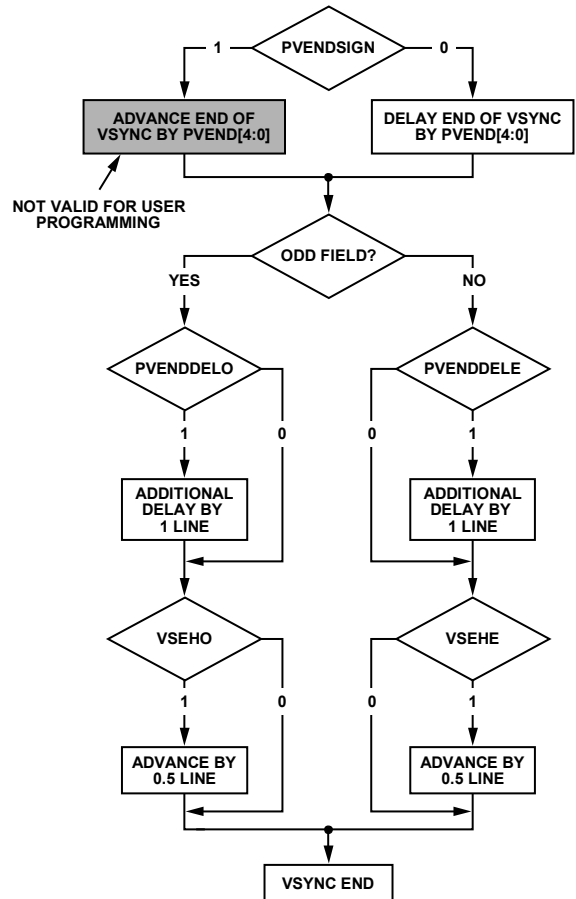 PVENDSIGN
1
0
ADVANCE END OF
VSYNC BY PVEND[4:0]
DELAY END OF VSYNC
BY PVEND[4:0]
NOT VALID FOR USER
PROGRAMMING
ODD FIELD?
YES
NO
PVENDDELO
PVENDDELE
1
0
0
1
ADDITIONAL
DELAY BY
1 LINE
ADDITIONAL
DELAY BY
1 LINE
VSEHO
VSEHE
1
0
0
1
ADVANCE BY
0.5 LINE
ADVANCE BY
0.5 LINE
VSYNC END